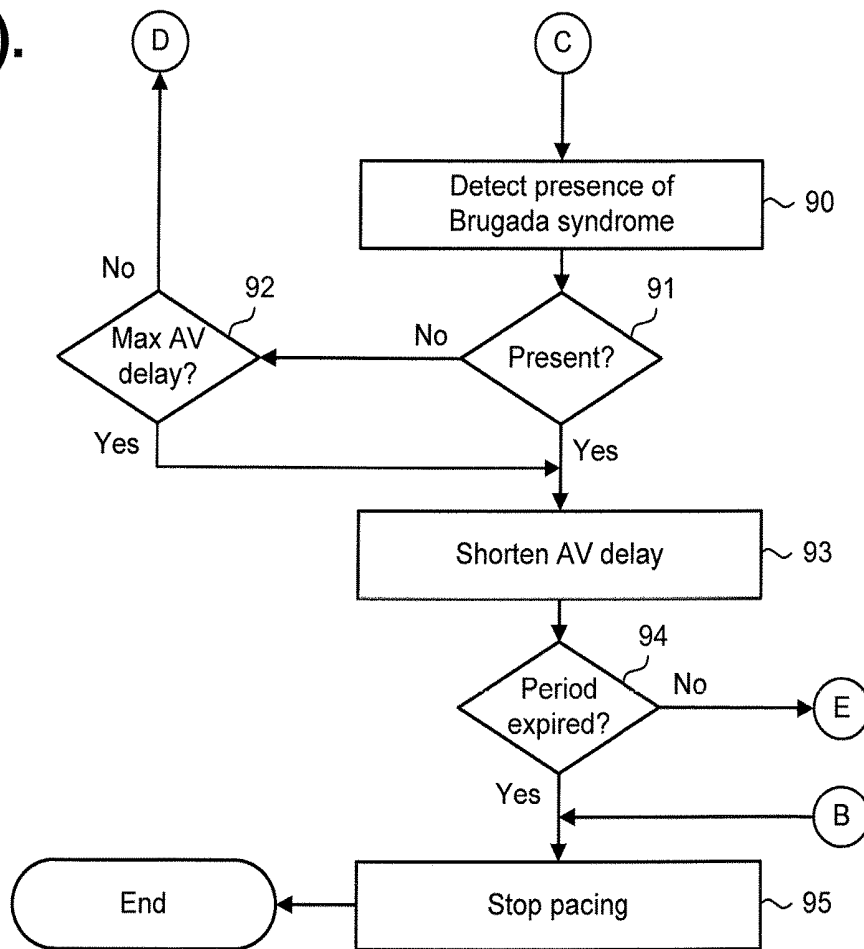 ).
D
C
Detect presence of
Brugada syndrome
90
No
92
91
Max AV
delay?
No
Present?
Yes
Yes
Shorten AV delay
93
94
Period
expired?
No
E
Yes
B
End
Stop pacing
95